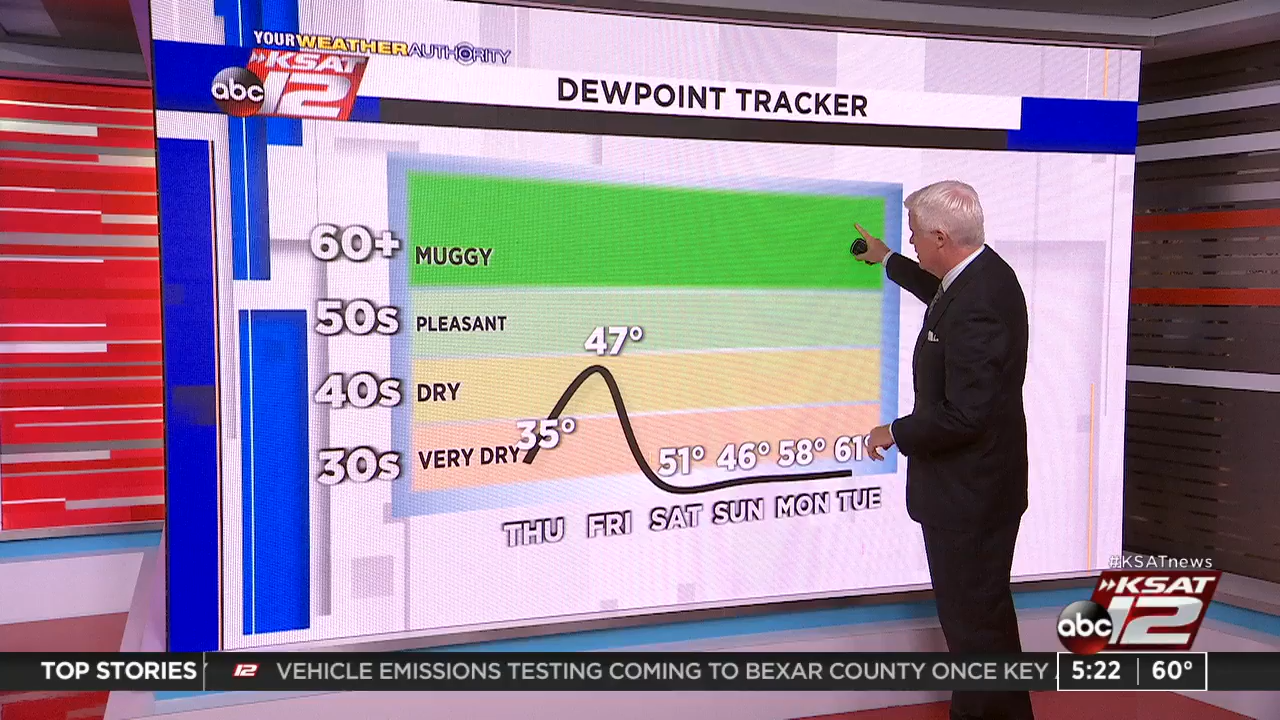 YOUR WEATHER AUTHORITY
KSAT
abc 12
DEWPOINT TRACKER
60+ MUGGY
50s PLEASANT
47°
40s DRY
35°
30s VERY DRY
51° 46° 58° 61°
THU FRI SAT SUN MON TUE
#KSATnews
KSAT
abc 12
TOP STORIES 12 VEHICLE EMISSIONS TESTING COMING TO BEXAR COUNTY ONCE KEY 5:22 60°